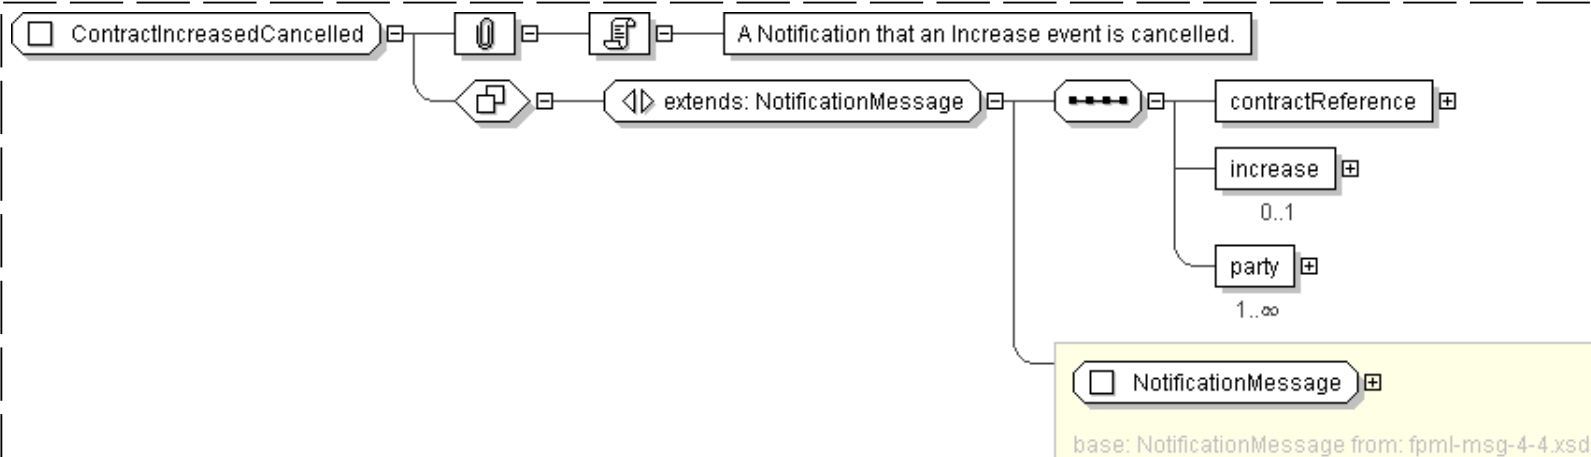 ContractIncreasedCancelled
A Notification that an Increase event is cancelled.
extends: NotificationMessage
contractReference
increase
0..1
party
1..∞
NotificationMessage
base: NotificationMessage from: fpml-msg-4-4.xsd